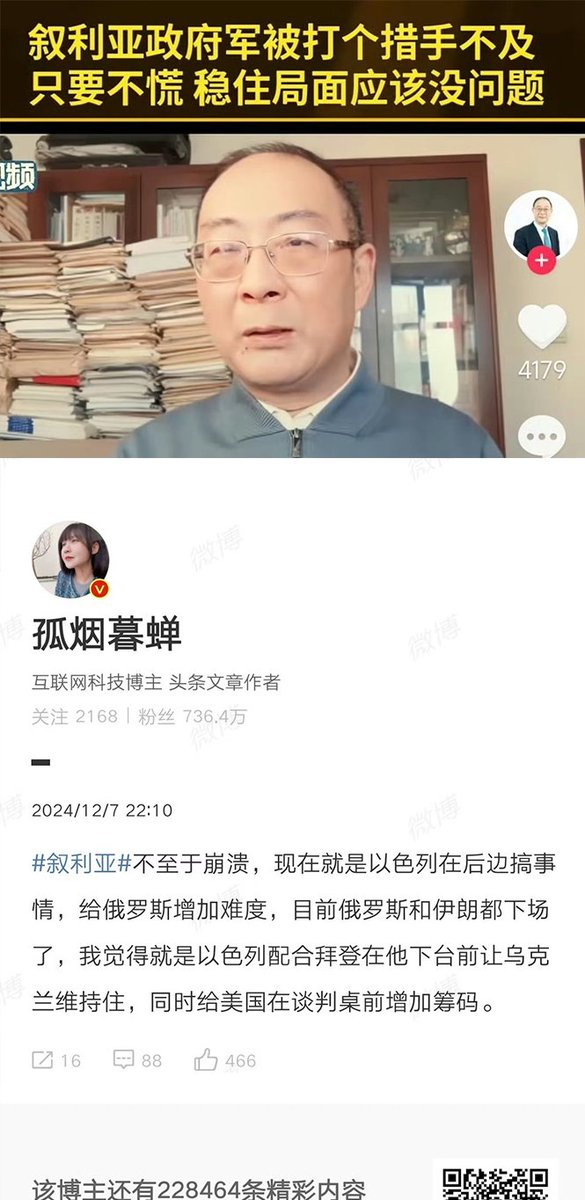 叙利亚政府军被打个措手不及
只要不慌 稳住局面应该没问题
视频
4179
微博
孤烟暮蝉
微博
互联网科技博主 头条文章作者
关注 2168 | 粉丝 736.4万
微博
2024/12/7 22:10
微博
#叙利亚#不至于崩溃，现在就是以色列在后边搞事
情，给俄罗斯增加难度，目前俄罗斯和伊朗都下场
了，我觉得就是以色列配合拜登在他下台前让乌克
兰维持住，同时给美国在谈判桌前增加筹码。
16 88 466
该博主还有228464条精彩内容